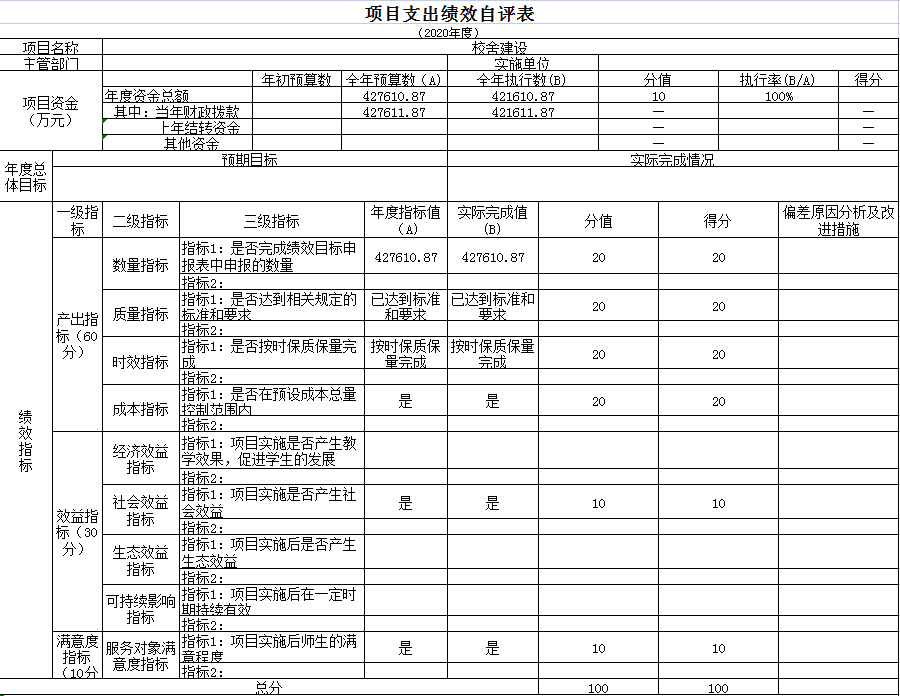 项目支出绩效自评表
（2020年度）
项目名称 校舍建设
主管部门 实施单位
项目资金（万元） 年初预算数 全年预算数（A） 全年执行数(B) 分值 执行率(B/A) 得分
年度资金总额 427610.87 421610.87 10 100%
其中：当年财政拨款 427611.87 421611.87 — —
上年结转资金 — —
其他资金 — —
年度总体目标 预期目标 实际完成情况
绩效指标 一级指标 二级指标 三级指标 年度指标值（A） 实际完成值(B) 分值 得分 偏差原因分析及改进措施
产出指标（60分） 数量指标 指标1：是否完成绩效目标申报表中申报的数量 427610.87 427610.87 20 20
指标2：
质量指标 指标1：是否达到相关规定的标准和要求 已达到标准和要求 已达到标准和要求 20 20
指标2：
时效指标 指标1：是否按时保质保量完成 按时保质保量完成 按时保质保量完成 20 20
指标2：
成本指标 指标1：是否在预设成本总量控制范围内 是 是 20 20
指标2：
效益指标（30分） 经济效益指标 指标1：项目实施是否产生教学效果，促进学生的发展
指标2：
社会效益指标 指标1：项目实施是否产生社会效益 是 是 10 10
指标2：
生态效益指标 指标1：项目实施后是否产生生态效益
指标2：
可持续影响指标 指标1：项目实施后在一定时期持续有效
指标2：
满意度指标（10分 服务对象满意度指标 指标1：项目实施后师生的满意程度 是 是 10 10
指标2：
总分 100 100